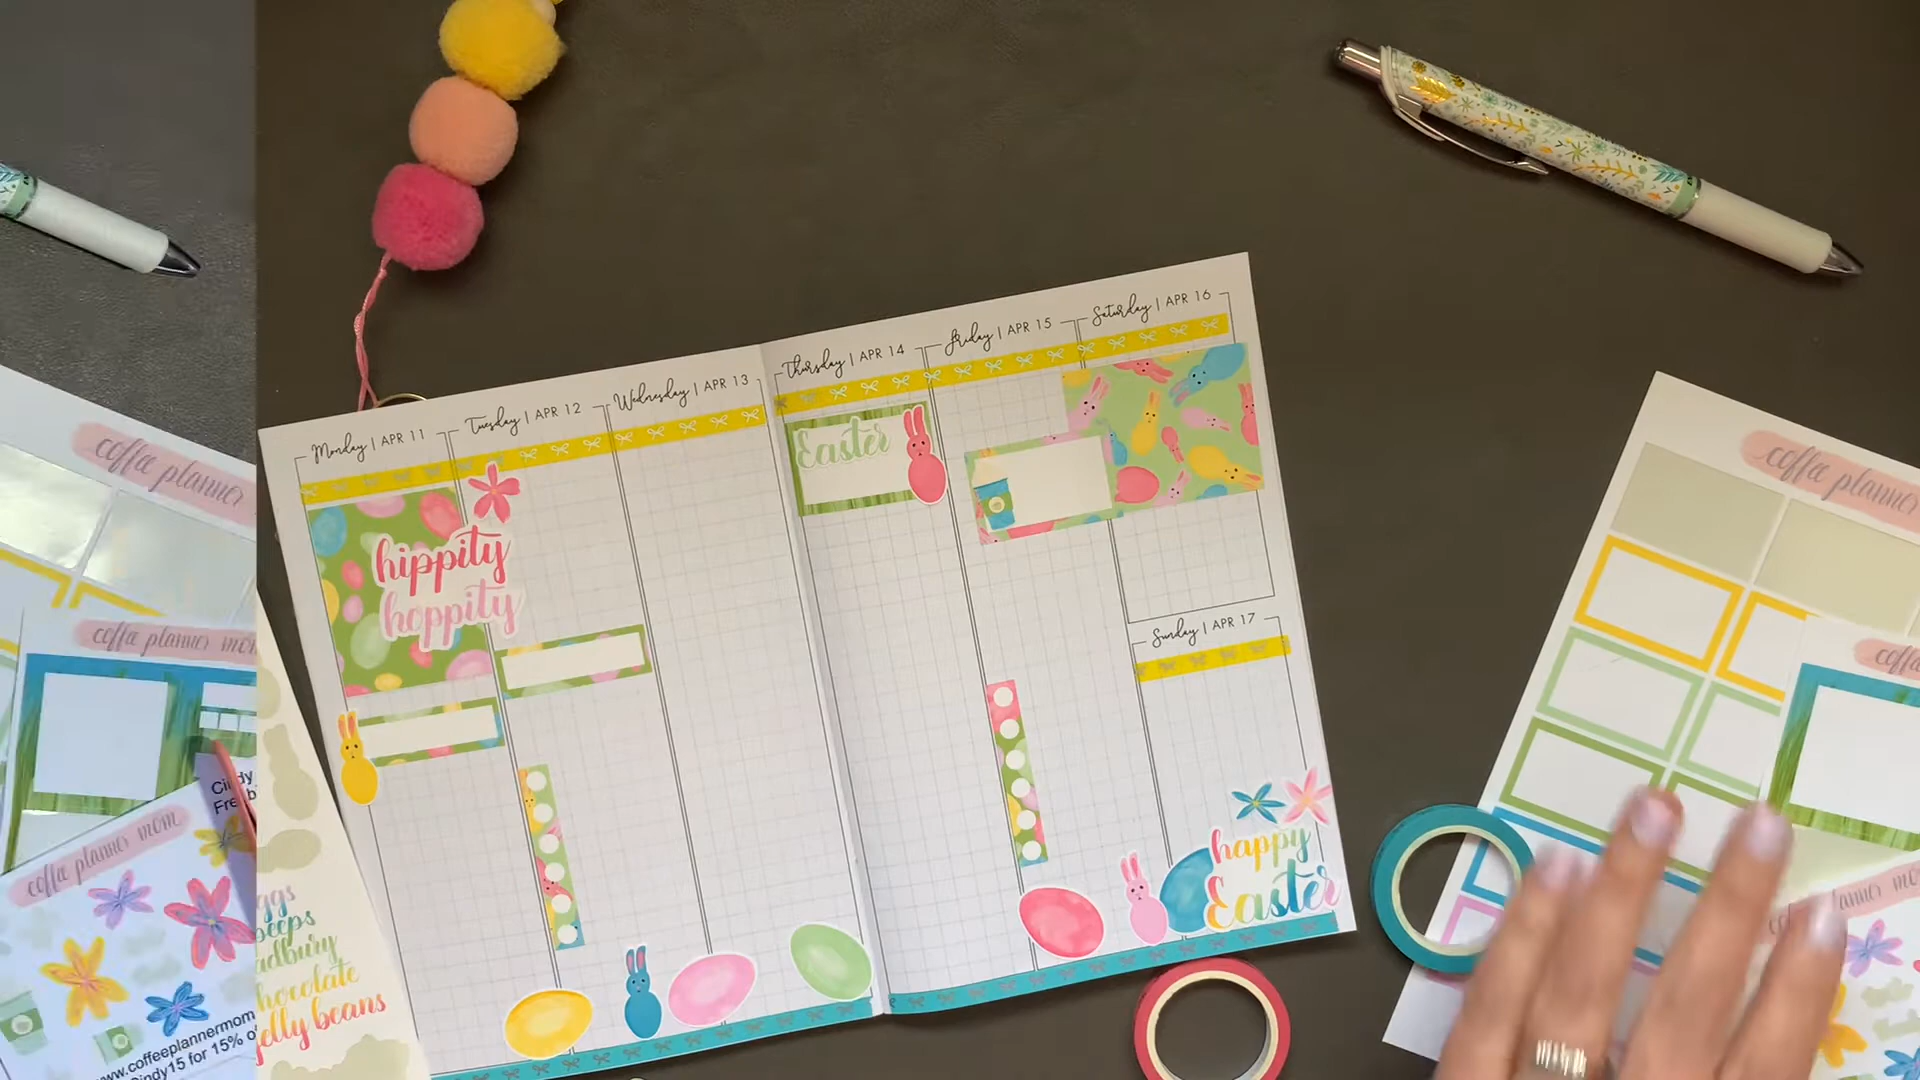 coffee planner
coffee planner mom
Cindy
coffee planner mom
www.coffeeplannermom
Cindy15 for 15%
peeps
chocolate
jelly beans
Monday | APR 11
Tuesday | APR 12
Wednesday | APR 13
Thursday | APR 14
Friday | APR 15
Saturday | APR 16
hippity
hoppity
Easter
Sunday | APR 17
happy
Easter
coffee planner